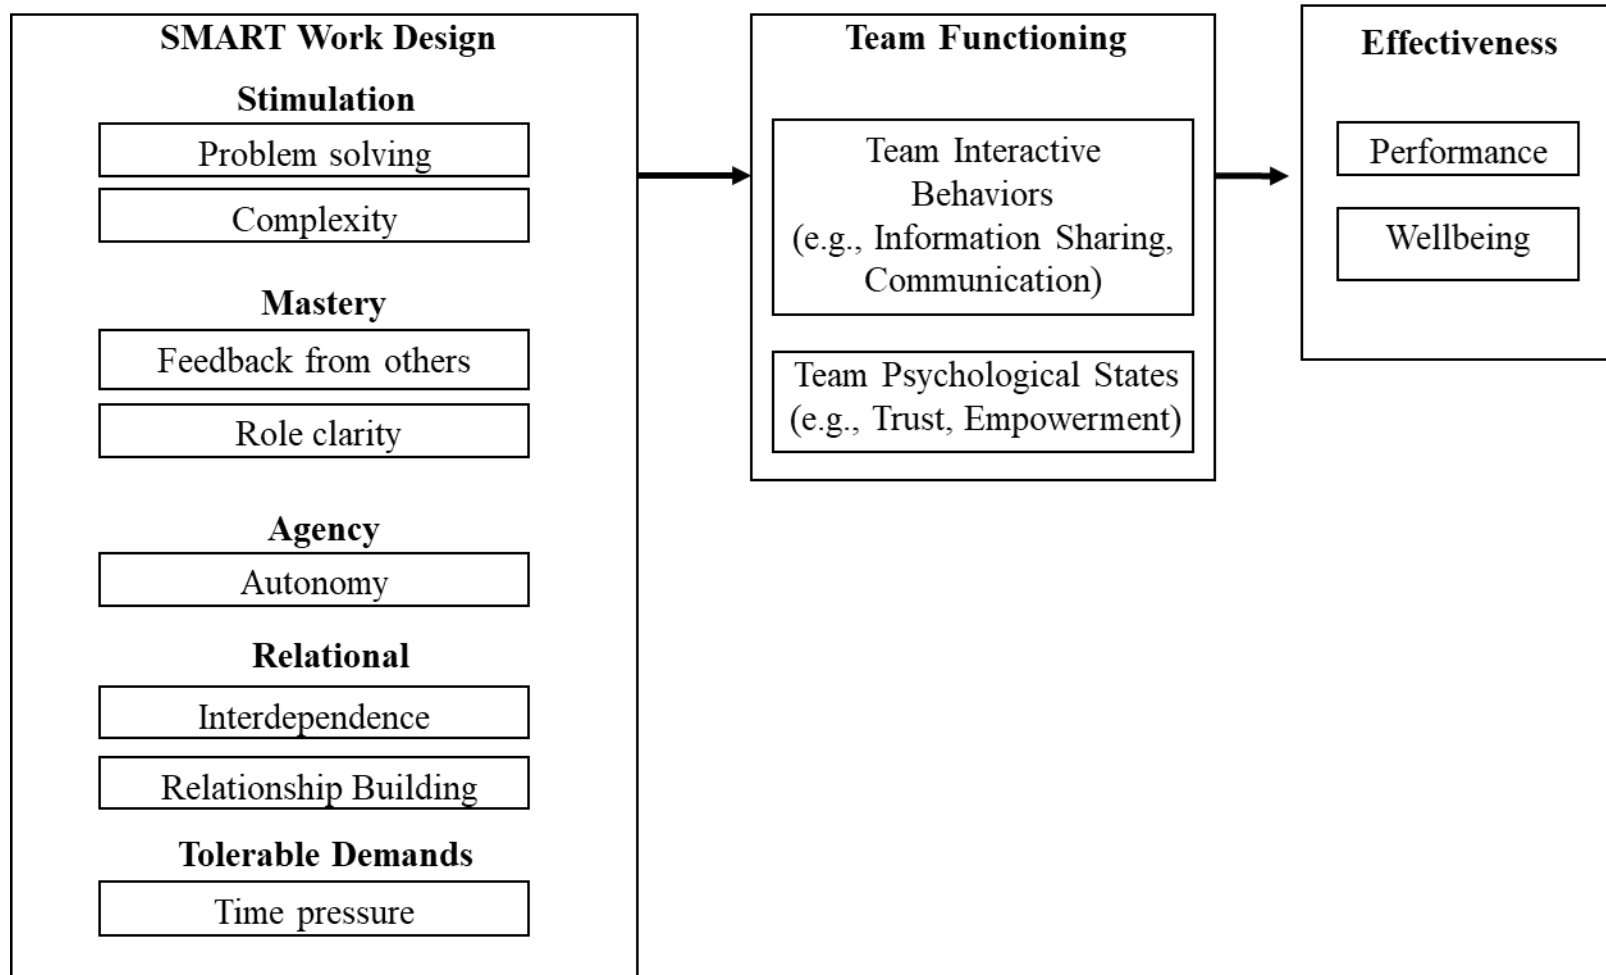 SMART Work Design
Stimulation
Problem solving
Complexity
Mastery
Feedback from others
Role clarity
Agency
Autonomy
Relational
Interdependence
Relationship Building
Tolerable Demands
Time pressure
Team Functioning
Team Interactive
Behaviors
(e.g., Information Sharing,
Communication)
Team Psychological States
(e.g., Trust, Empowerment)
Effectiveness
Performance
Wellbeing